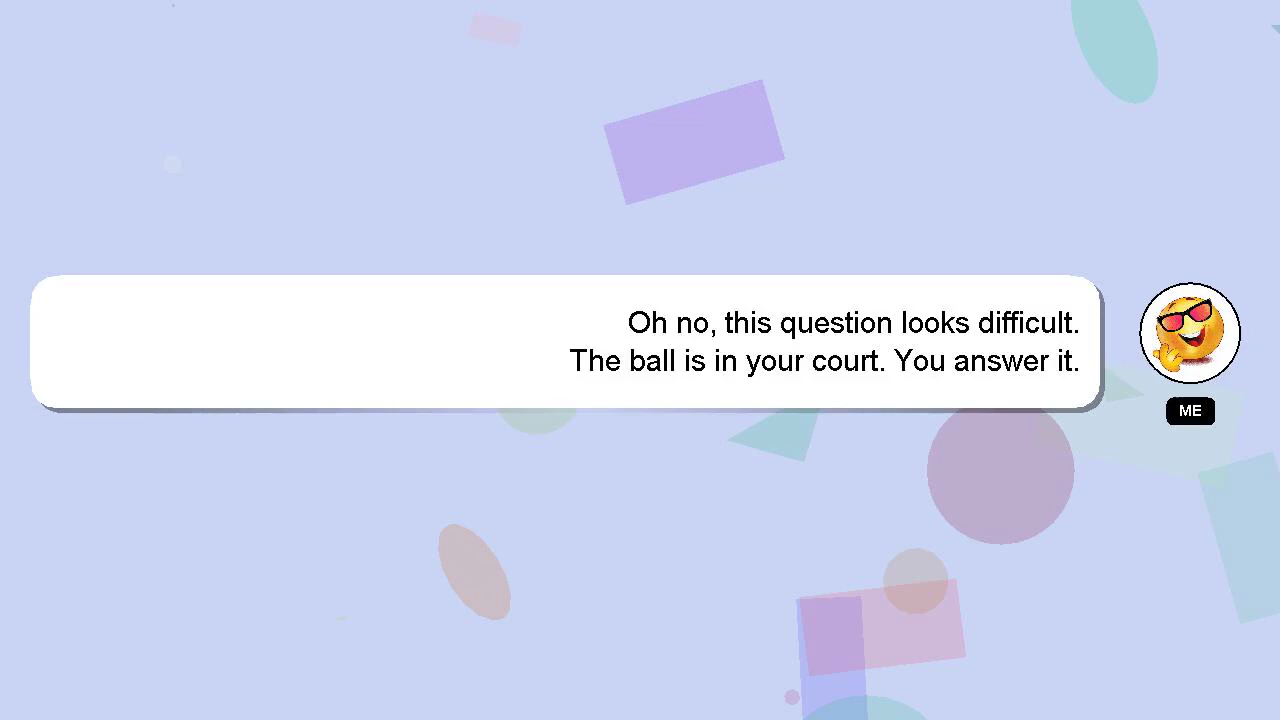 Oh no, this question looks difficult.
The ball is in your court. You answer it.
ME